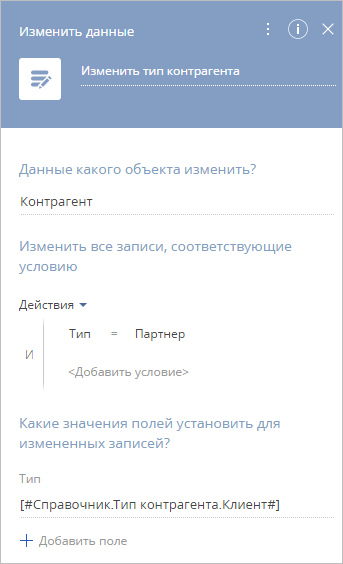 Изменить данные
Изменить тип контрагента
Данные какого объекта изменить?
Контрагент
Изменить все записи, соответствующие
условию
Действия
И
Тип = Партнер
<Добавить условие>
Какие значения полей установить для
измененных записей?
Тип
[#Справочник.Тип контрагента.Клиент#]
+ Добавить поле